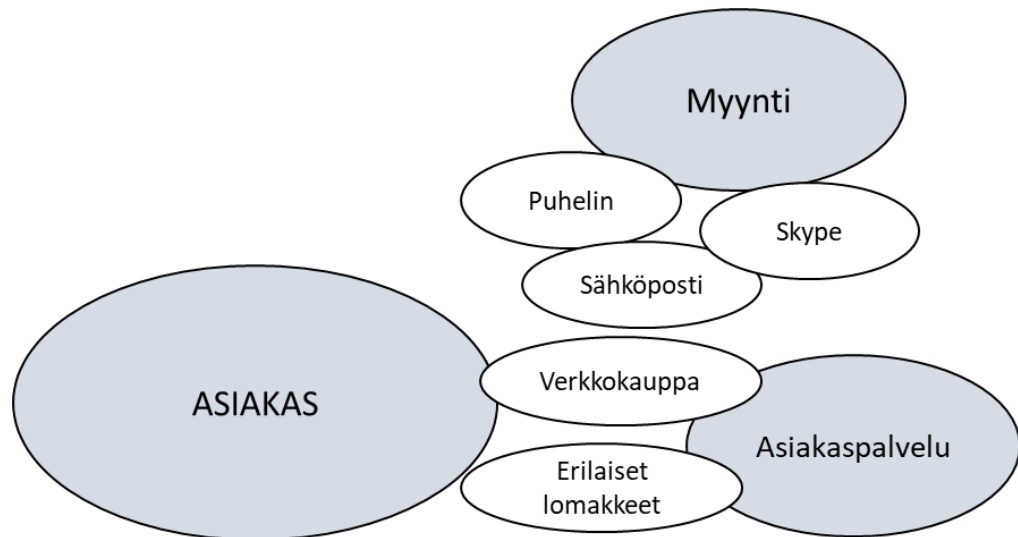 Myynti
Puhelin
Skype
Sähköposti
Verkkokauppa
ASIAKAS
Asiakaspalvelu
Erilaiset
lomakkeet